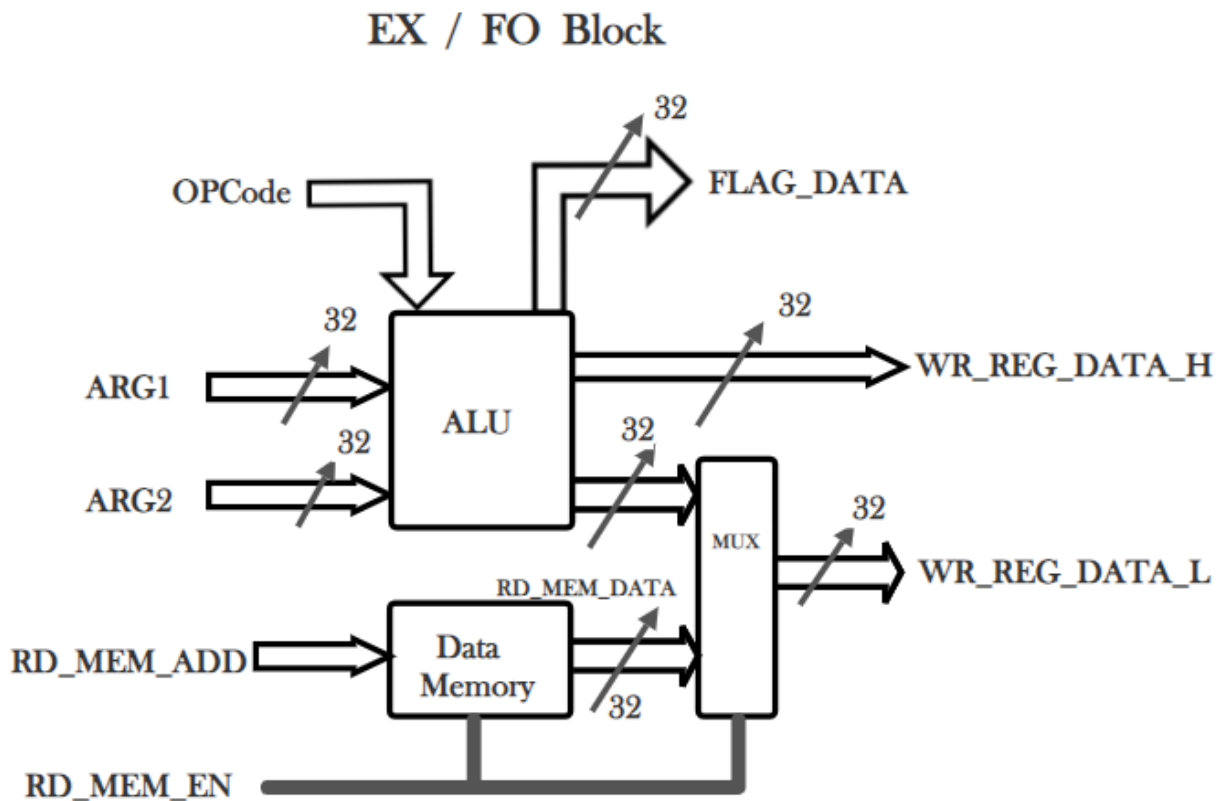 EX / FO Block
32
OPCode
FLAG_DATA
32
32
ARG1
WR_REG_DATA_H
ALU
32
32
ARG2
32
MUX
WR_REG_DATA_L
RD_MEM_DATA
RD_MEM_ADD
Data
Memory
32
RD_MEM_EN